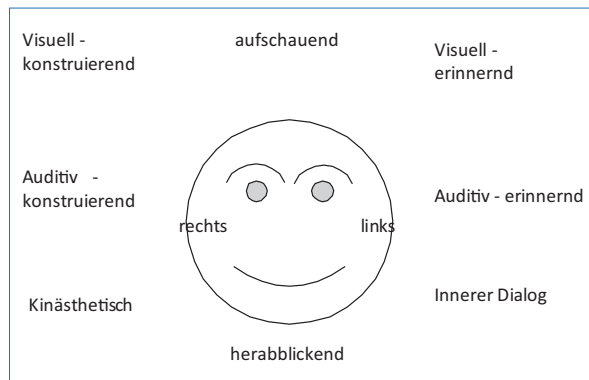 Visuell -
konstruierend
aufschauend
Visuell -
erinnernd
Auditiv -
konstruierend
Auditiv - erinnernd
rechts
links
Kinästhetisch
Innerer Dialog
herabblickend